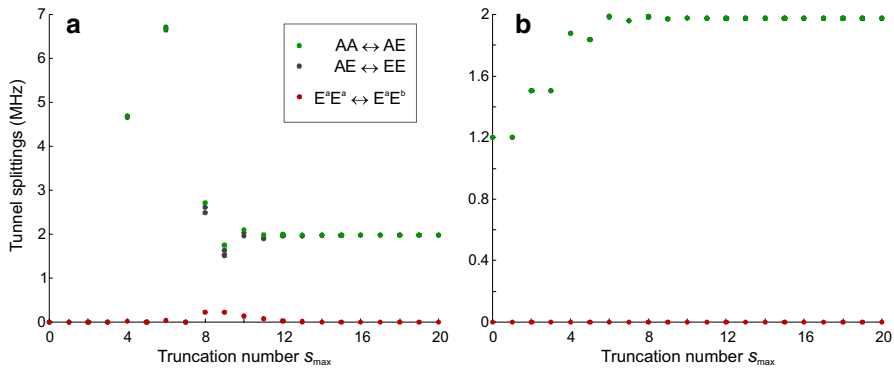 a
AA ↔ AE
AE ↔ EE
EᵃEᵃ ↔ EᵃEᵇ
Tunnel splittings (MHz)
7
6
5
4
3
2
1
0
0 4 8 12 16 20
Truncation number sₘₐₓ
b
2
1.6
1.2
0.8
0.4
0
0 4 8 12 16 20
Truncation number sₘₐₓ